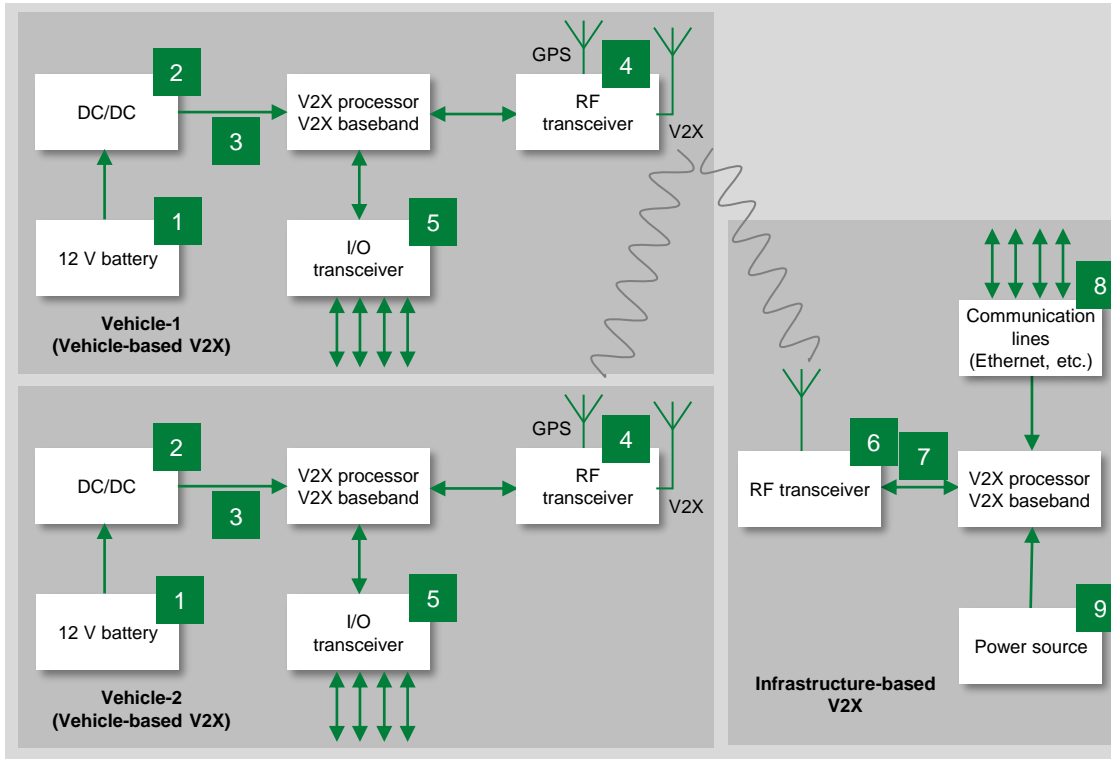 GPS
4
2
DC/DC
V2X processor
V2X baseband
RF
transceiver
V2X
3
1
12 V battery
5
I/O
transceiver
Vehicle-1
(Vehicle-based V2X)
GPS
4
2
DC/DC
V2X processor
V2X baseband
RF
transceiver
V2X
3
1
12 V battery
5
I/O
transceiver
Vehicle-2
(Vehicle-based V2X)
8
Communication
lines
(Ethernet, etc.)
6
7
RF transceiver
V2X processor
V2X baseband
9
Power source
Infrastructure-based
V2X